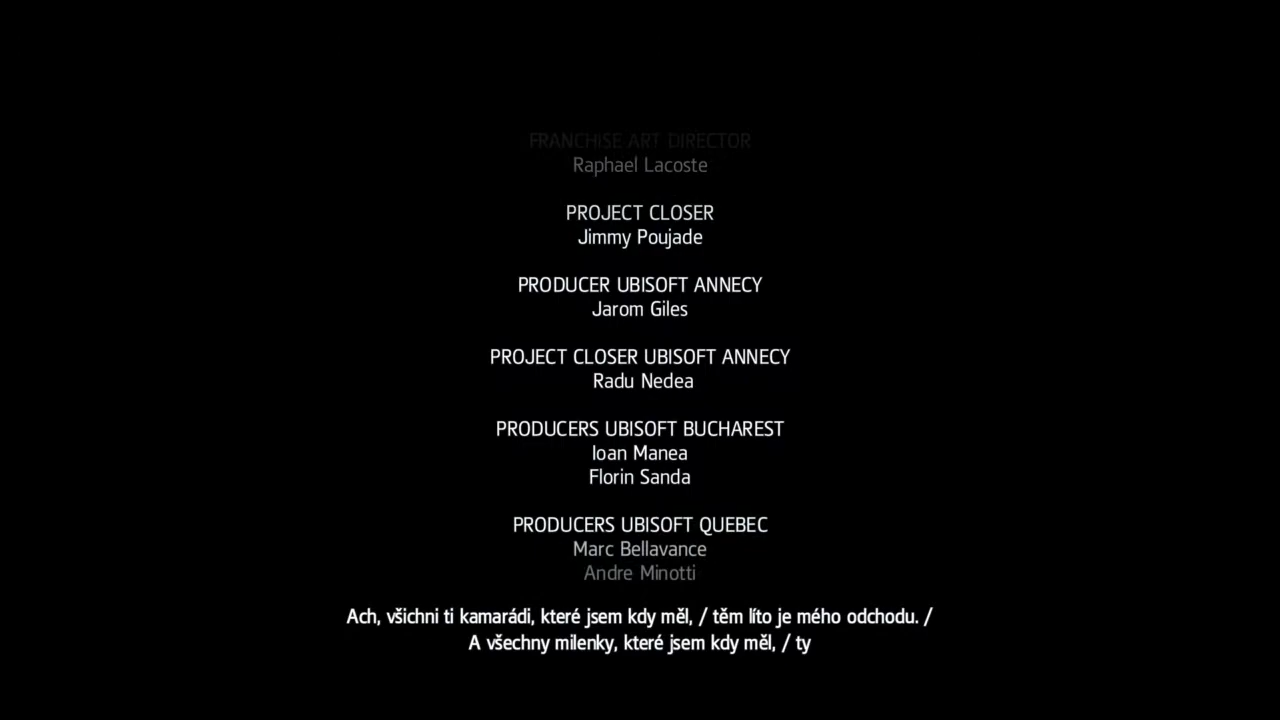 FRANCHISE ART DIRECTOR
Raphael Lacoste
PROJECT CLOSER
Jimmy Poujade
PRODUCER UBISOFT ANNECY
Jarom Giles
PROJECT CLOSER UBISOFT ANNECY
Radu Nedea
PRODUCERS UBISOFT BUCHAREST
Ioan Manea
Florin Sanda
PRODUCERS UBISOFT QUEBEC
Marc Bellavance
Andre Minotti
Ach, všichni ti kamarádi, které jsem kdy měl, / těm líto je mého odchodu. /
A všechny milenky, které jsem kdy měl, / ty